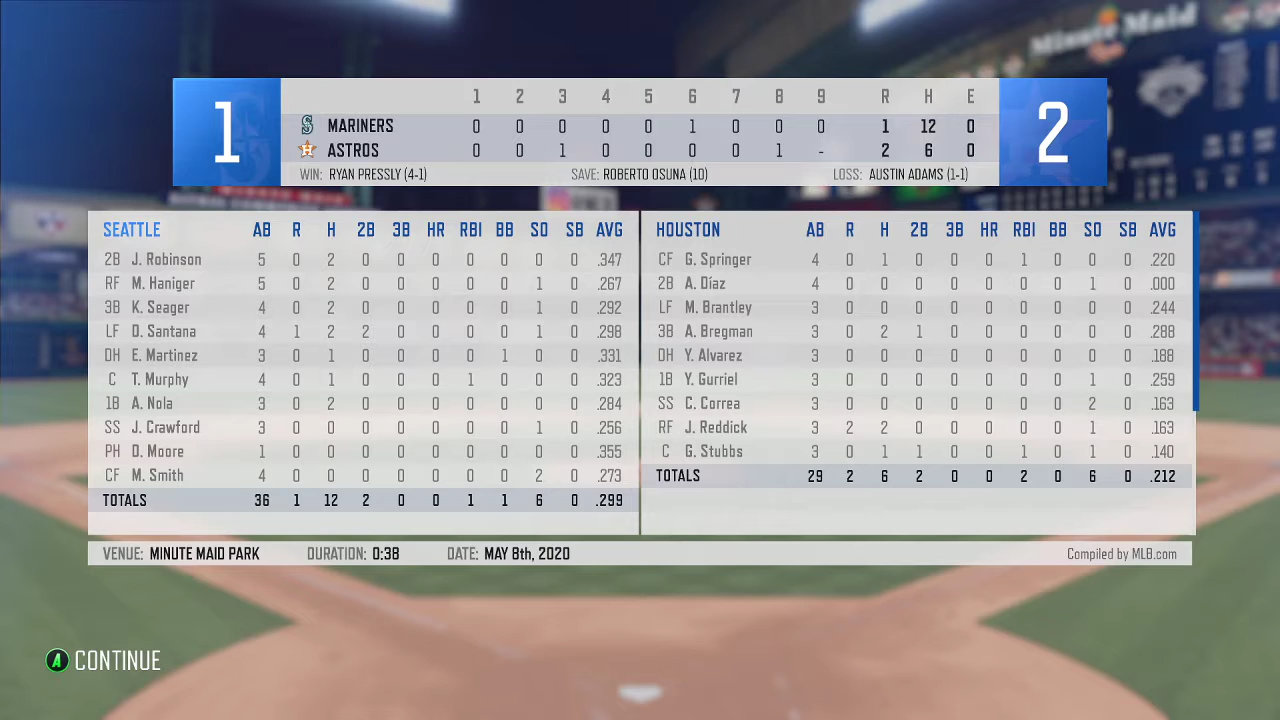 Minute Maid
1 2 3 4 5 6 7 8 9 R H E
1 MARINERS 0 0 0 0 0 1 0 0 0 1 12 0 2
ASTROS 0 0 1 0 0 0 0 1 - 2 6 0
WIN: RYAN PRESSLY (4-1) SAVE: ROBERTO OSUNA (10) LOSS: AUSTIN ADAMS (1-1)
SEATTLE AB R H 2B 3B HR RBI BB SO SB AVG
2B J. Robinson 5 0 2 0 0 0 0 0 0 0 .347
RF M. Haniger 5 0 2 0 0 0 0 0 1 0 .267
3B K. Seager 4 0 2 0 0 0 0 0 1 0 .292
LF D. Santana 4 1 2 2 0 0 0 0 1 0 .298
DH E. Martinez 3 0 1 0 0 0 0 1 0 0 .331
C T. Murphy 4 0 1 0 0 0 1 0 0 0 .323
1B A. Nola 3 0 2 0 0 0 0 0 0 0 .284
SS J. Crawford 3 0 0 0 0 0 0 0 1 0 .256
PH D. Moore 1 0 0 0 0 0 0 0 0 0 .355
CF M. Smith 4 0 0 0 0 0 0 0 2 0 .273
TOTALS 36 1 12 2 0 0 1 1 6 0 .299
HOUSTON AB R H 2B 3B HR RBI BB SO SB AVG
CF G. Springer 4 0 1 0 0 0 1 0 0 0 .220
2B A. Díaz 4 0 0 0 0 0 0 0 1 0 .000
LF M. Brantley 3 0 0 0 0 0 0 0 0 0 .244
3B A. Bregman 3 0 2 1 0 0 0 0 0 0 .288
DH Y. Alvarez 3 0 0 0 0 0 0 0 0 0 .188
1B Y. Gurriel 3 0 0 0 0 0 0 0 1 0 .259
SS C. Correa 3 0 0 0 0 0 0 0 2 0 .163
RF J. Reddick 3 2 2 0 0 0 0 0 1 0 .163
C G. Stubbs 3 0 1 1 0 0 1 0 1 0 .140
TOTALS 29 2 6 2 0 0 2 0 6 0 .212
VENUE: MINUTE MAID PARK DURATION: 0:38 DATE: MAY 8th, 2020 Compiled by MLB.com
A CONTINUE